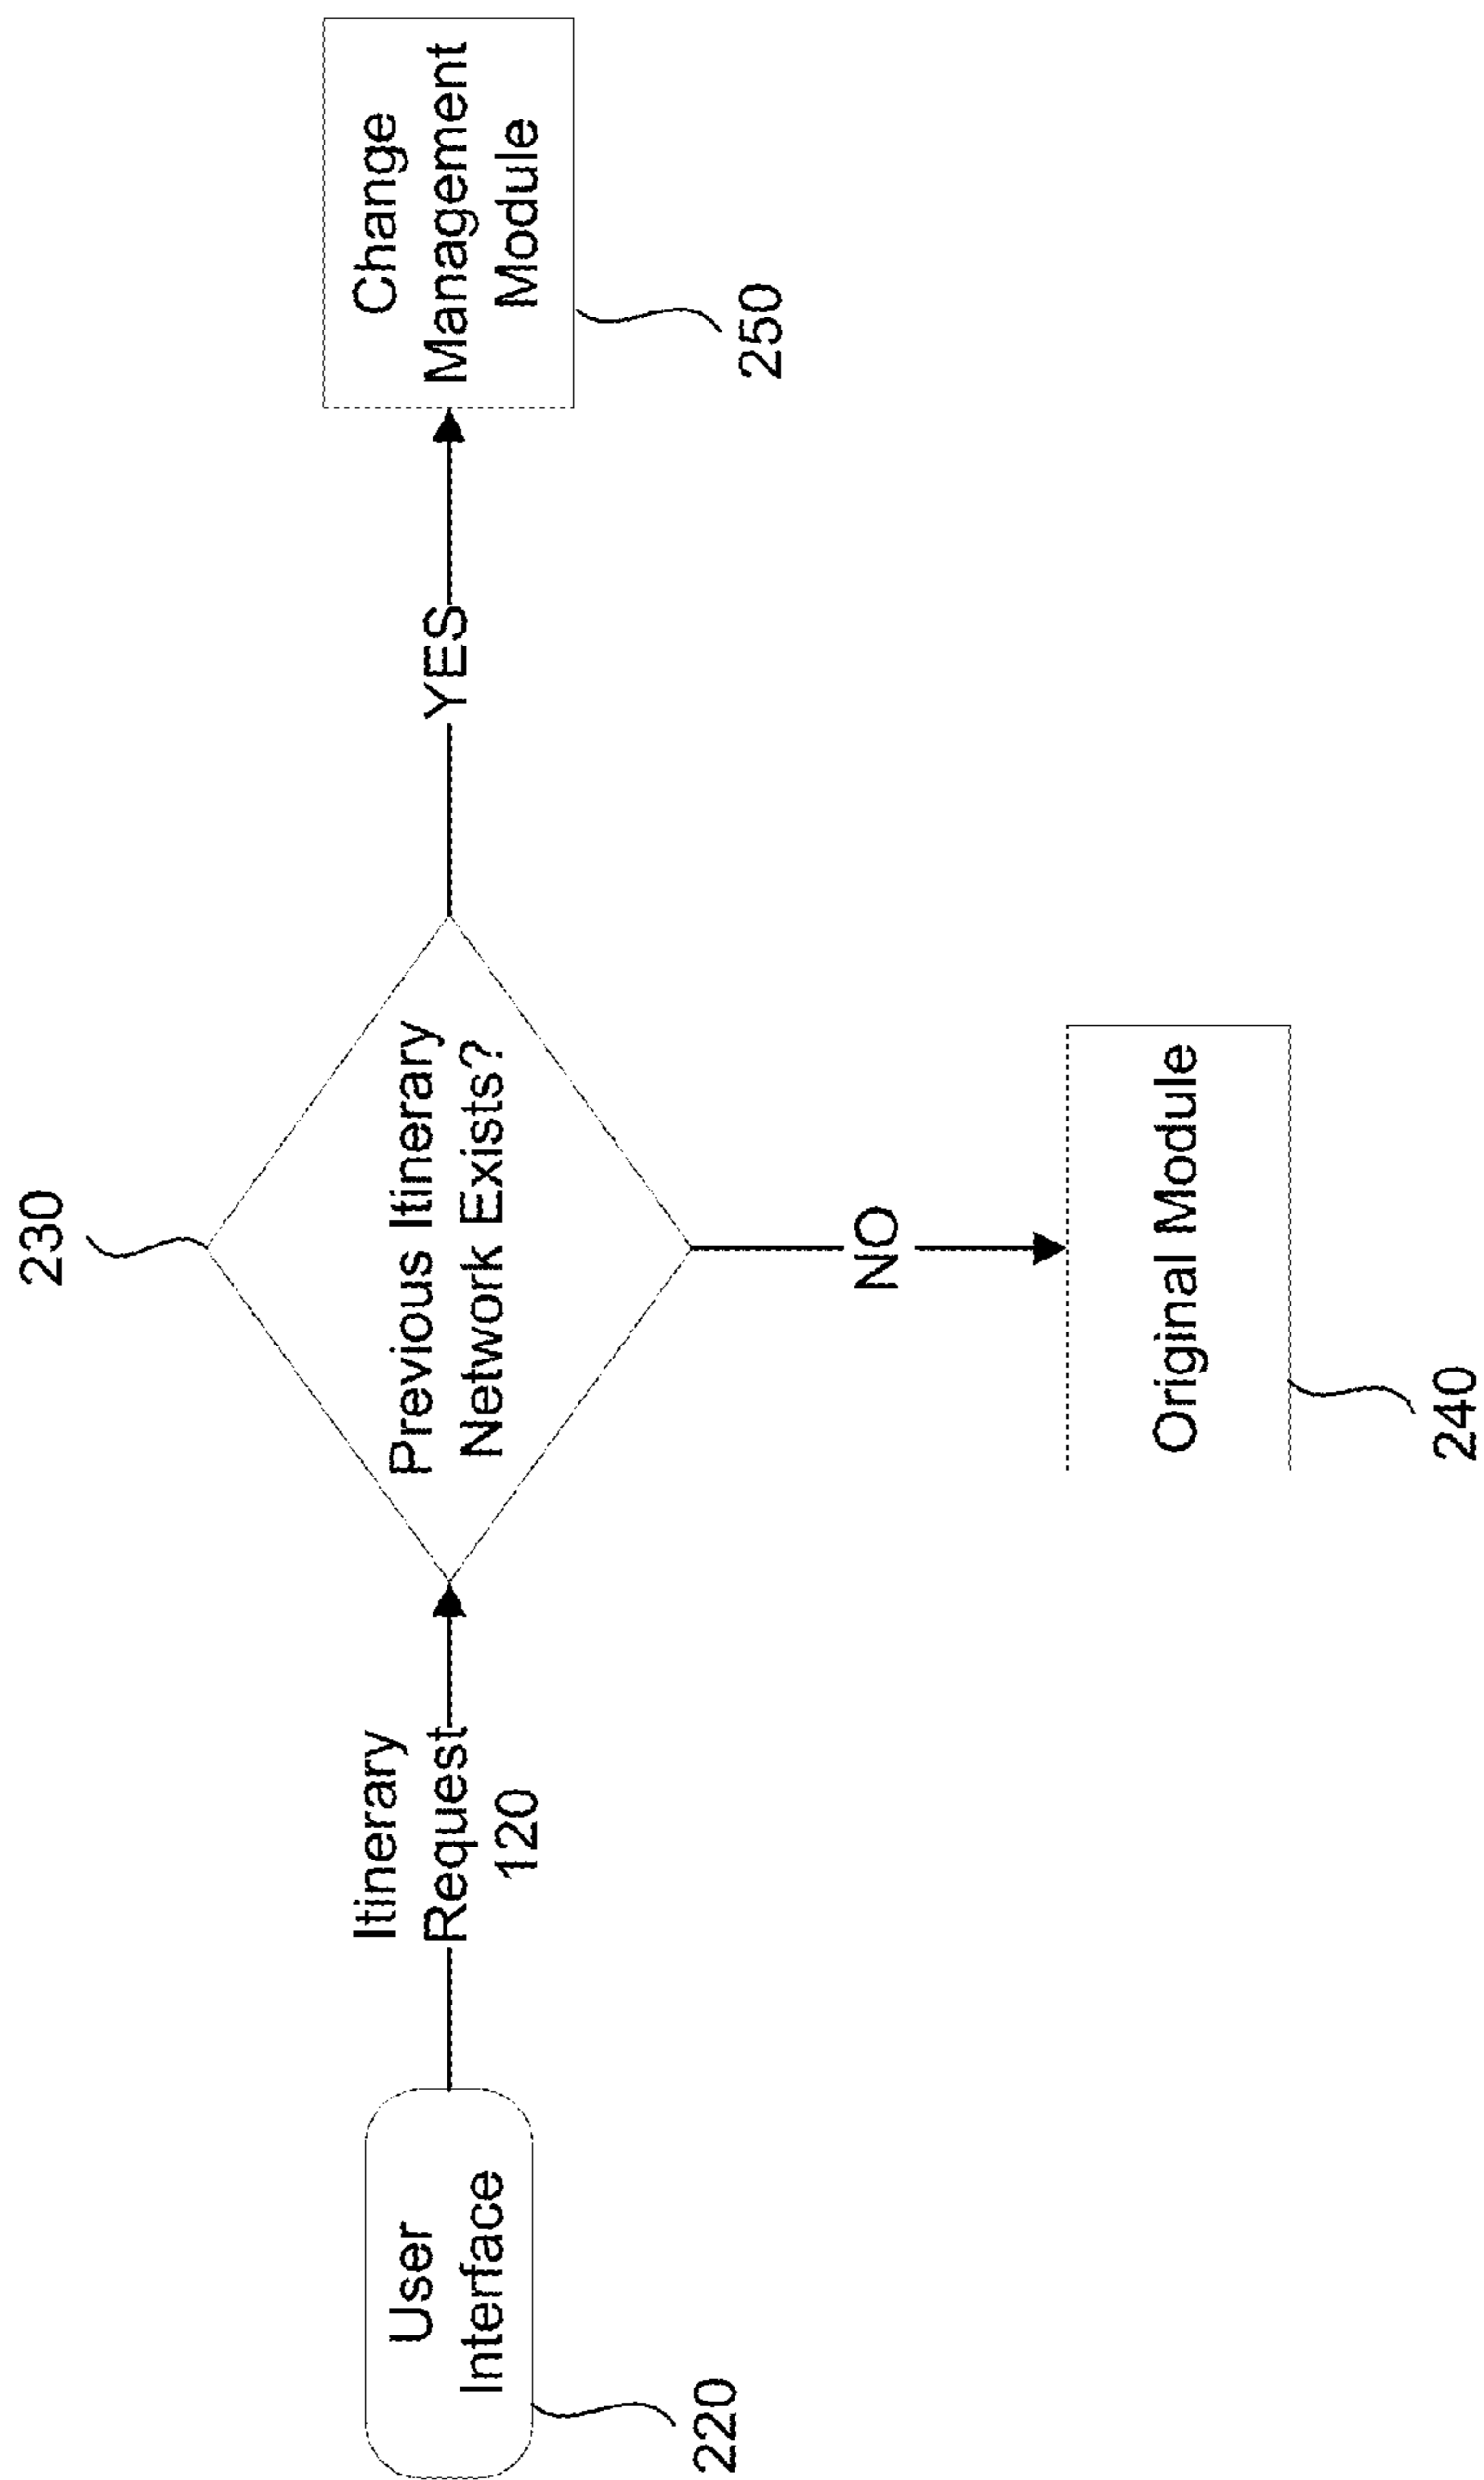 230
User
Interface
220
Itinerary
Request
120
Previous Itinerary
Network Exists?
YES
Change
Management
Module
250
NO
Original Module
240